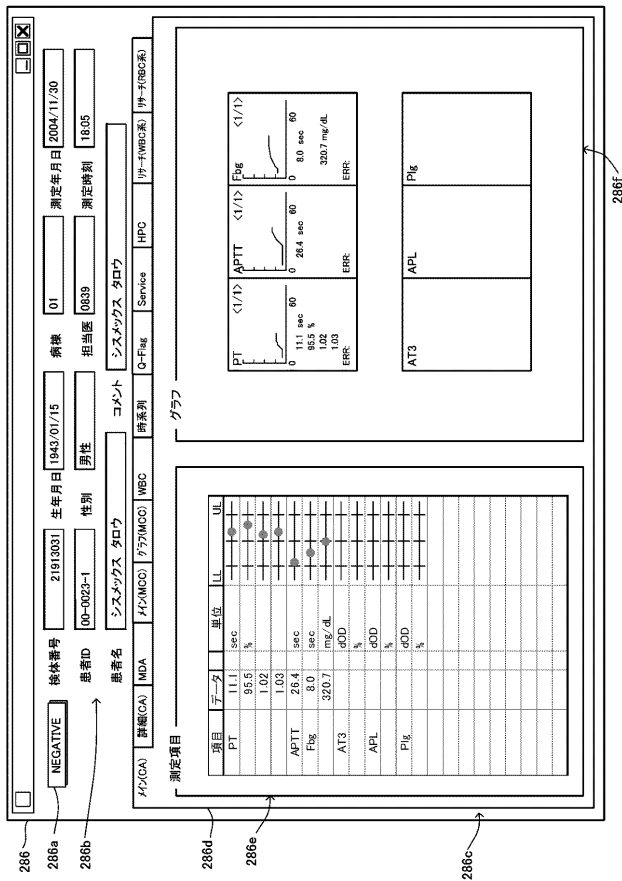 286
286a
286b
NEGATIVE
検体番号 21913031 生年月日 1943/01/15 病棟 01 測定年月日 2004/11/30
患者ID 00-0023-1 性別 男性 担当医 0839 測定時刻 18:05
患者名 シスメックス タロウ コメント シスメックス タロウ
メイン(CA) 詳細(CA) MDA メイン(MCC) グラフ(MCC) WBC 時系列 Q-Flag Service HPC リサーチ(WBC系) リサーチ(RBC系)
286d
測定項目
286e
項目 データ 単位 LL UL
PT 11.1 sec
95.5 %
1.02
1.03
APTT 26.4 sec
Fbg 8.0 sec
320.7 mg/dL
AT3 dOD
%
APL dOD
%
Plg dOD
%
グラフ
PT <1/1>
0 60
11.1 sec
95.5 %
1.02
1.03
ERR:
APTT <1/1>
0 60
26.4 sec
ERR:
Fbg <1/1>
0 60
8.0 sec
320.7 mg/dL
ERR:
AT3
APL
Plg
286c
286f